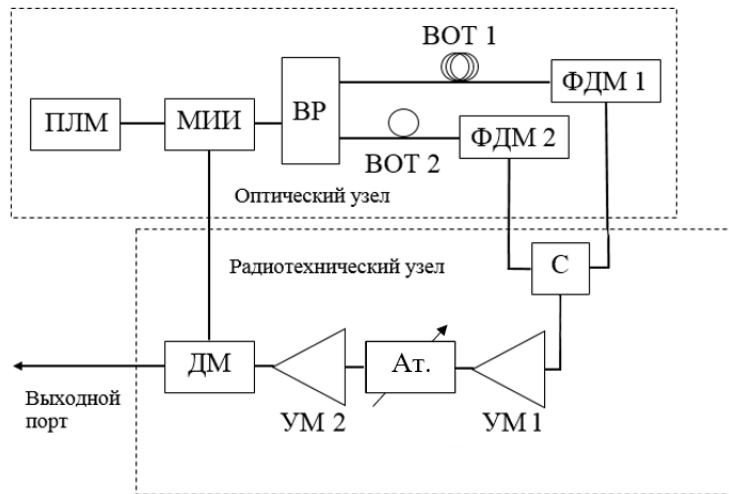 ВОТ 1
ФДМ 1
ПЛМ
МИИ
ВР
ВОТ 2
ФДМ 2
Оптический узел
Радиотехнический узел
С
ДМ
Ат.
Выходной
порт
УМ 2
УМ 1